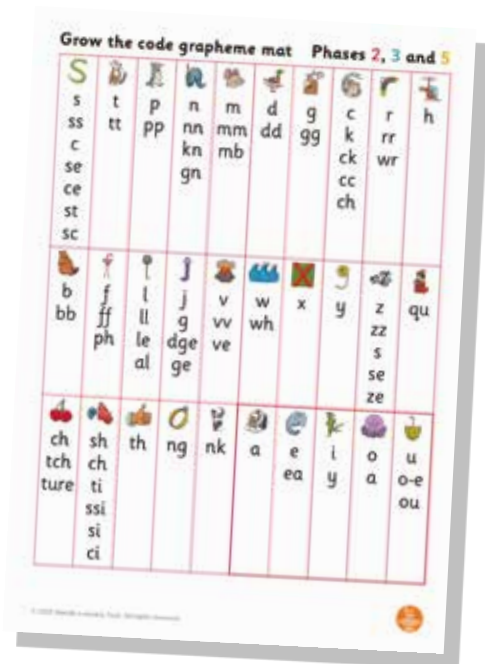 Grow the code grapheme mat Phases 2, 3 and 5
s t p n m d g c r h
ss tt pp nn mm dd gg k rr
c kn mb ck wr
se gn cc
ce ch
st
sc
b f l j v w x y z qu
bb ff ll g vv wh zz
ph le dge ve s
al ge se
ze
ch sh th ng nk a e i o u
tch ch ea y a o-e
ture ti ou
ssi
si
ci